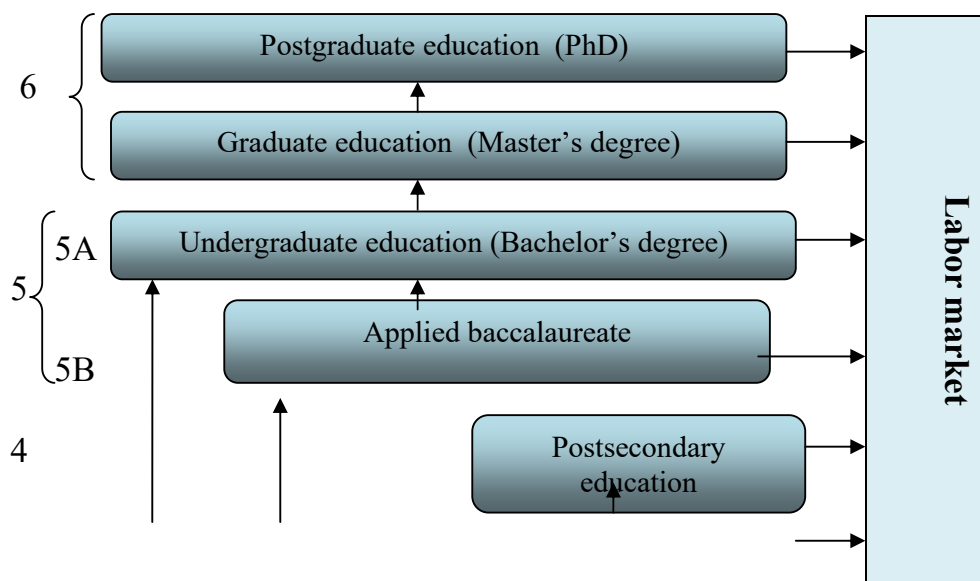 Postgraduate education (PhD)
6
Graduate education (Master's degree)
5A
Undergraduate education (Bachelor's degree)
5
Applied baccalaureate
5B
4
Postsecondary
education
Labor market